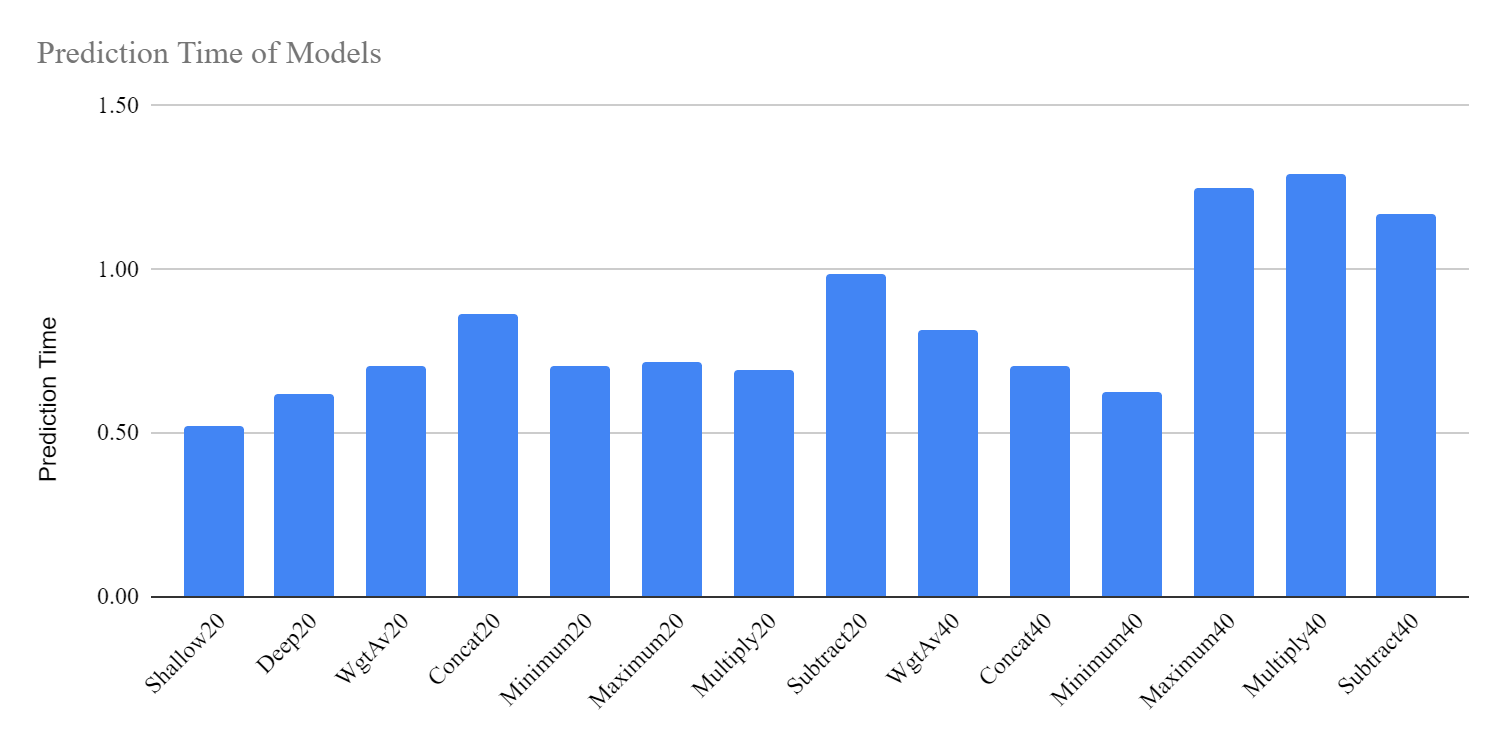 Prediction Time of Models
1.50
1.00
0.50
0.00
Prediction Time
Shallow20
Deep20
WgtAv20
Concat20
Minimum20
Maximum20
Multiply20
Subtract20
WgtAv40
Concat40
Minimum40
Maximum40
Multiply40
Subtract40